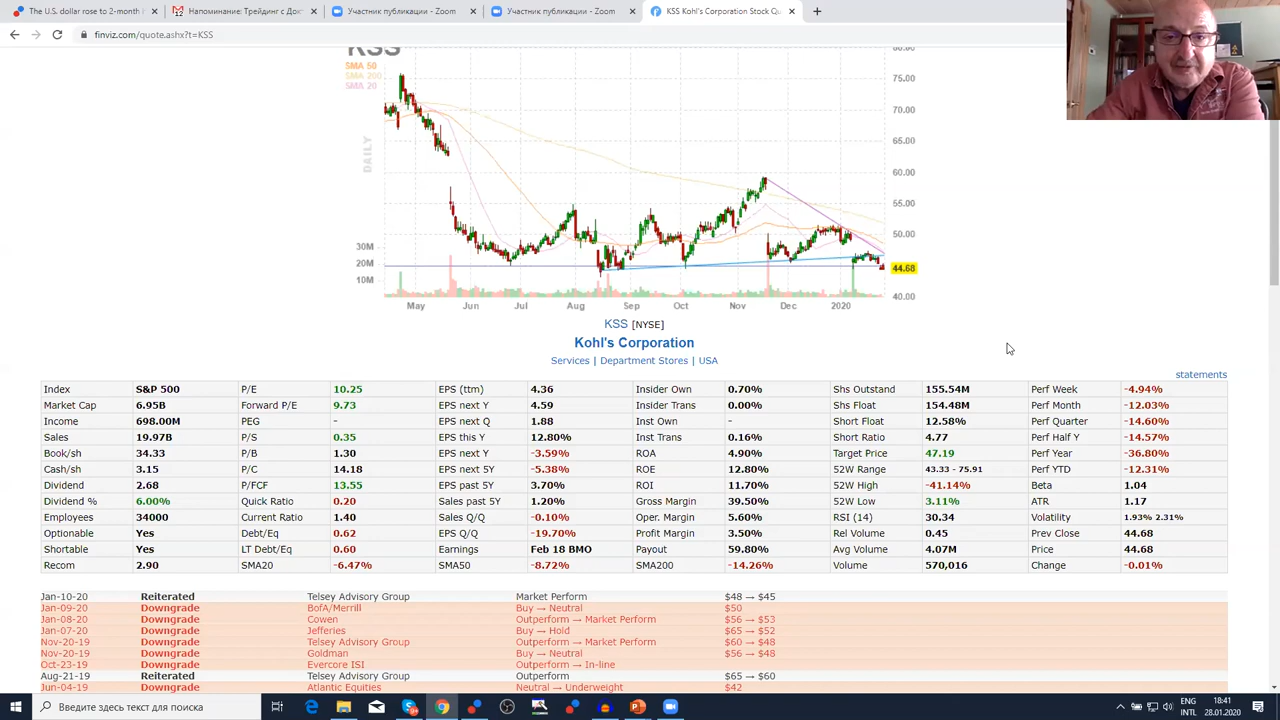 The US. dollar rose to 2-month
Напоминание: Трейдинг с Док
Участник публикации - Zoom
Участник публикации - Zoom
KSS Kohl's Corporation Stock Qu
finviz.com/quote.ashx?t=KSS
KSS
SMA 50
SMA 200
SMA 20
DAILY
80.00
75.00
70.00
65.00
60.00
55.00
50.00
44.68
40.00
30M
20M
10M
May Jun Jul Aug Sep Oct Nov Dec 2020
KSS [NYSE]
Kohl's Corporation
Services | Department Stores | USA
statements
Index S&P 500 P/E 10.25 EPS (ttm) 4.36 Insider Own 0.70% Shs Outstand 155.54M Perf Week -4.94%
Market Cap 6.95B Forward P/E 9.73 EPS next Y 4.59 Insider Trans 0.00% Shs Float 154.48M Perf Month -12.03%
Income 698.00M PEG - EPS next Q 1.88 Inst Own - Short Float 12.58% Perf Quarter -14.60%
Sales 19.97B P/S 0.35 EPS this Y 12.80% Inst Trans 0.16% Short Ratio 4.77 Perf Half Y -14.57%
Book/sh 34.33 P/B 1.30 EPS next Y -3.59% ROA 4.90% Target Price 47.19 Perf Year -36.80%
Cash/sh 3.15 P/C 14.18 EPS next 5Y -5.38% ROE 12.80% 52W Range 43.33 - 75.91 Perf YTD -12.31%
Dividend 2.68 P/FCF 13.55 EPS past 5Y 3.70% ROI 11.70% 52W High -41.14% Beta 1.04
Dividend % 6.00% Quick Ratio 0.20 Sales past 5Y 1.20% Gross Margin 39.50% 52W Low 3.11% ATR 1.17
Employees 34000 Current Ratio 1.40 Sales Q/Q -0.10% Oper. Margin 5.60% RSI (14) 30.34 Volatility 1.93% 2.31%
Optionable Yes Debt/Eq 0.62 EPS Q/Q -19.70% Profit Margin 3.50% Rel Volume 0.45 Prev Close 44.68
Shortable Yes LT Debt/Eq 0.60 Earnings Feb 18 BMO Payout 59.80% Avg Volume 4.07M Price 44.68
Recom 2.90 SMA20 -6.47% SMA50 -8.72% SMA200 -14.26% Volume 570,016 Change -0.01%
Jan-10-20 Reiterated Telsey Advisory Group Market Perform $48 → $45
Jan-09-20 Downgrade BofA/Merrill Buy → Neutral $50
Jan-08-20 Downgrade Cowen Outperform → Market Perform $56 → $53
Jan-07-20 Downgrade Jefferies Buy → Hold $65 → $52
Nov-20-19 Downgrade Telsey Advisory Group Outperform → Market Perform $60 → $48
Nov-20-19 Downgrade Goldman Buy → Neutral $56 → $48
Oct-23-19 Downgrade Evercore ISI Outperform → In-line
Aug-21-19 Reiterated Telsey Advisory Group Outperform $65 → $60
Jun-04-19 Downgrade Atlantic Equities Neutral → Underweight $42
Введите здесь текст для поиска
ENG
INTL
18:41
28.01.2020